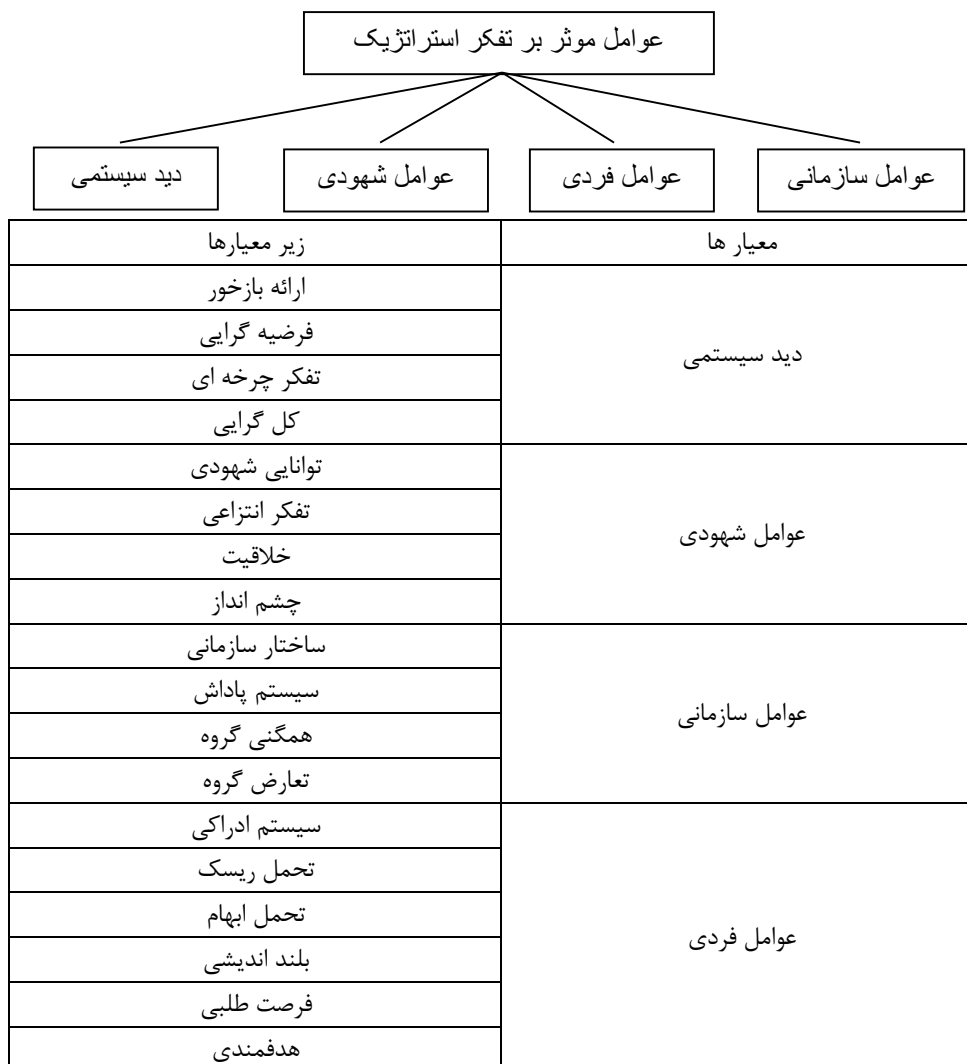 عوامل موثر بر تفکر استراتژیک
عوامل سازمانی
عوامل فردی
عوامل شهودی
دید سیستمی
معیار ها
زیر معیارها
دید سیستمی
ارائه بازخور
فرضیه گرایی
تفکر چرخه ای
کل گرایی
عوامل شهودی
توانایی شهودی
تفکر انتزاعی
خلاقیت
چشم انداز
عوامل سازمانی
ساختار سازمانی
سیستم پاداش
همگنی گروه
تعارض گروه
عوامل فردی
سیستم ادراکی
تحمل ریسک
تحمل ابهام
بلند اندیشی
فرصت طلبی
هدفمندی